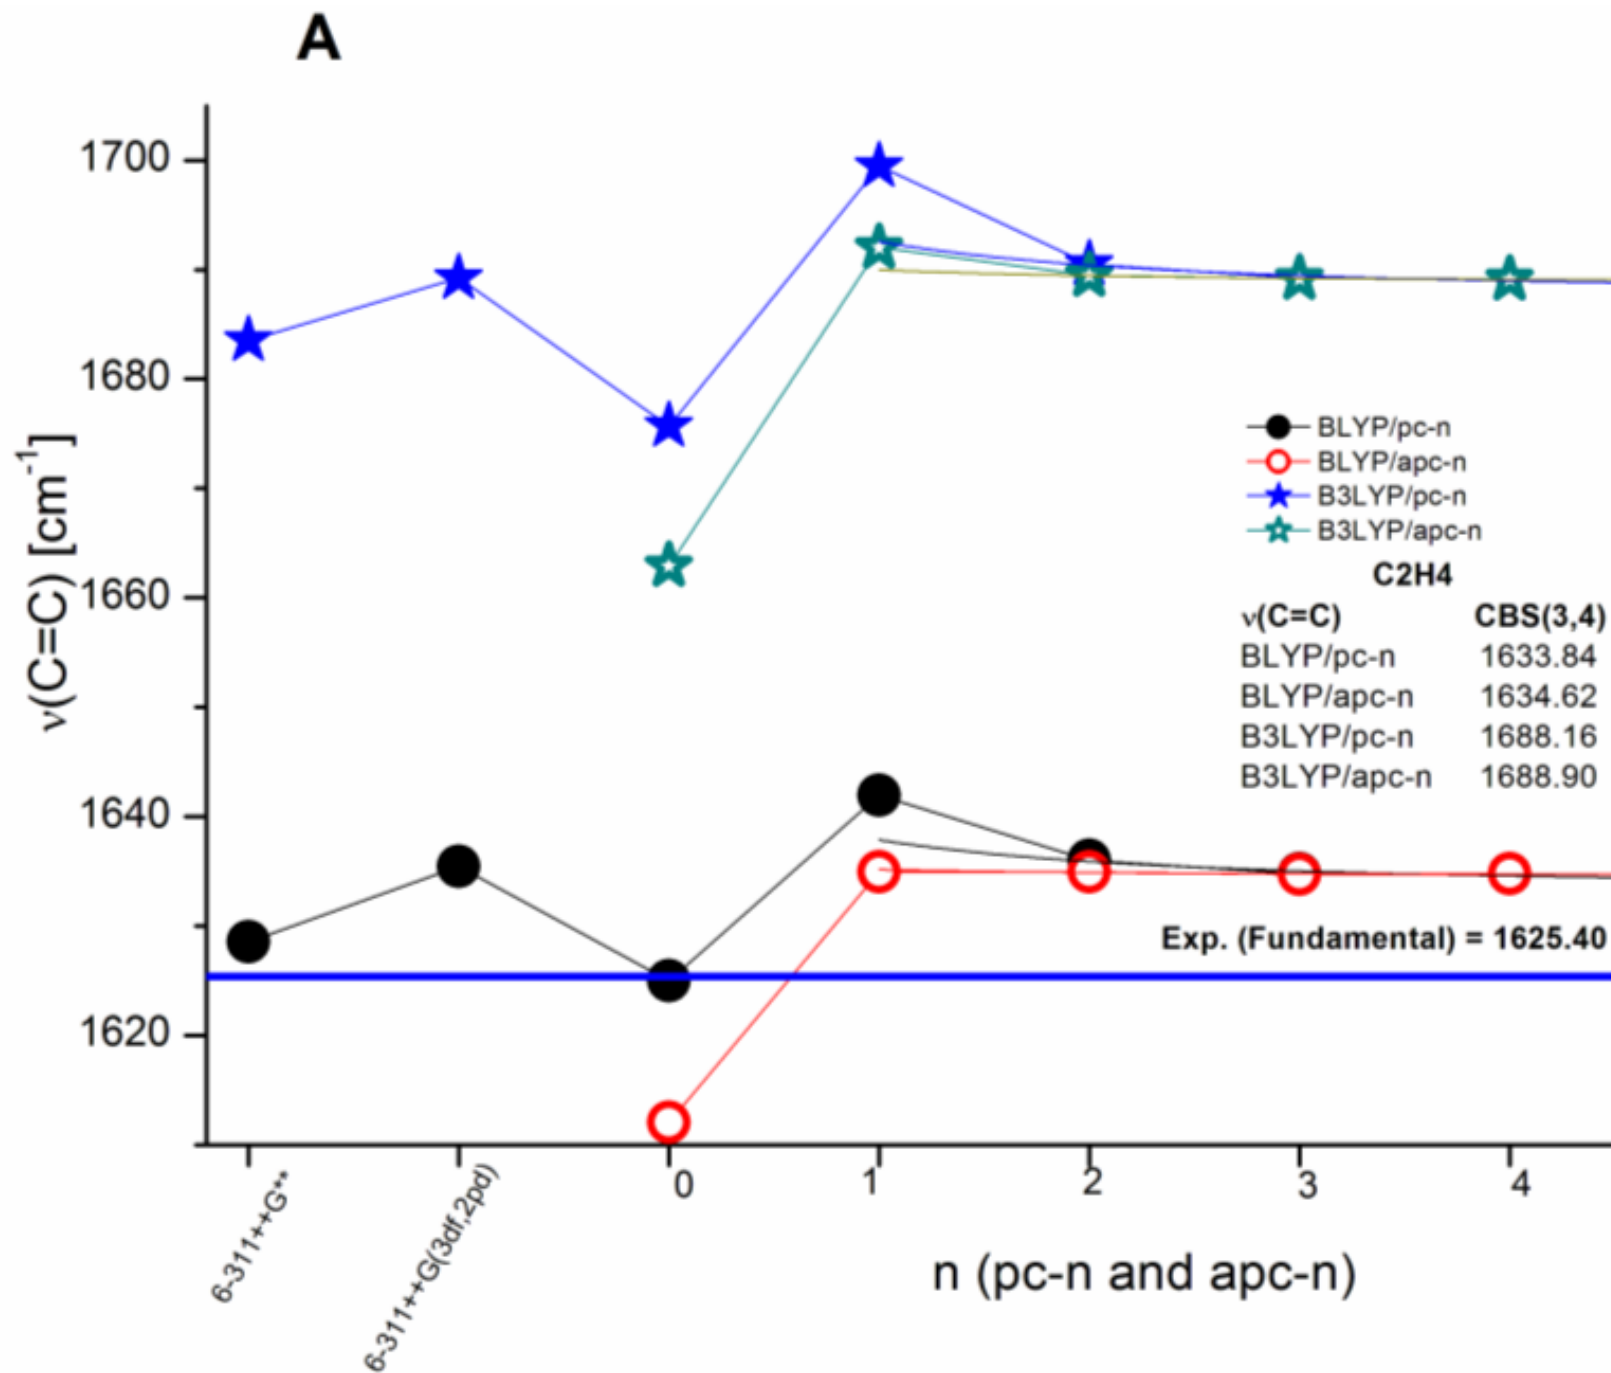 A
1700
1680
1660
1640
1620
ν(C=C) [cm-1]
BLYP/pc-n
BLYP/apc-n
B3LYP/pc-n
B3LYP/apc-n
C2H4
ν(C=C) CBS(3,4)
BLYP/pc-n 1633.84
BLYP/apc-n 1634.62
B3LYP/pc-n 1688.16
B3LYP/apc-n 1688.90
Exp. (Fundamental) = 1625.40
6-311++G**
6-311++G(3df,2pd)
0 1 2 3 4
n (pc-n and apc-n)